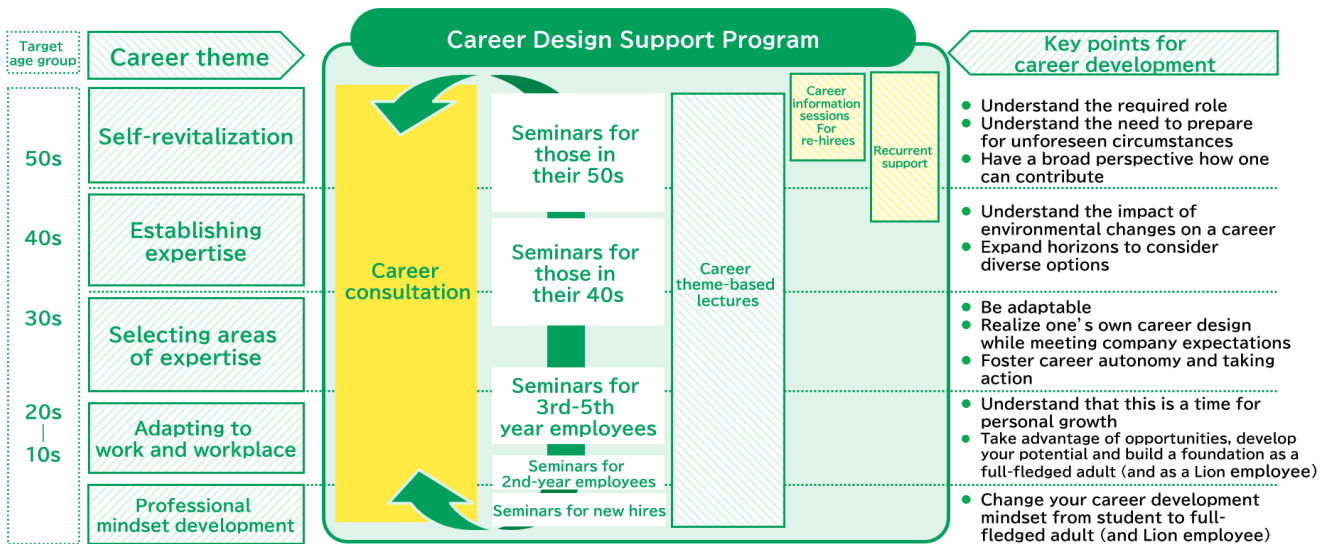 Target
age group
Career theme
Career Design Support Program
Key points for
career development
50s
40s
30s
20s
10s
Self-revitalization
Establishing
expertise
Selecting areas
of expertise
Adapting to
work and workplace
Professional
mindset development
Career
consultation
Seminars for
those in
their 50s
Seminars for
those in
their 40s
Seminars for
3rd-5th
year employees
Seminars for
2nd-year employees
Seminars for new hires
Career
theme-based
lectures
Career
information
sessions
For
re-hirees
Recurrent
support
● Understand the required role
● Understand the need to prepare
for unforeseen circumstances
● Have a broad perspective how one
can contribute
● Understand the impact of
environmental changes on a career
● Expand horizons to consider
diverse options
● Be adaptable
● Realize one’s own career design
while meeting company expectations
● Foster career autonomy and taking
action
● Understand that this is a time for
personal growth
● Take advantage of opportunities, develop
your potential and build a foundation as a
full-fledged adult (and as a Lion employee)
● Change your career development
mindset from student to full-
fledged adult (and Lion employee)